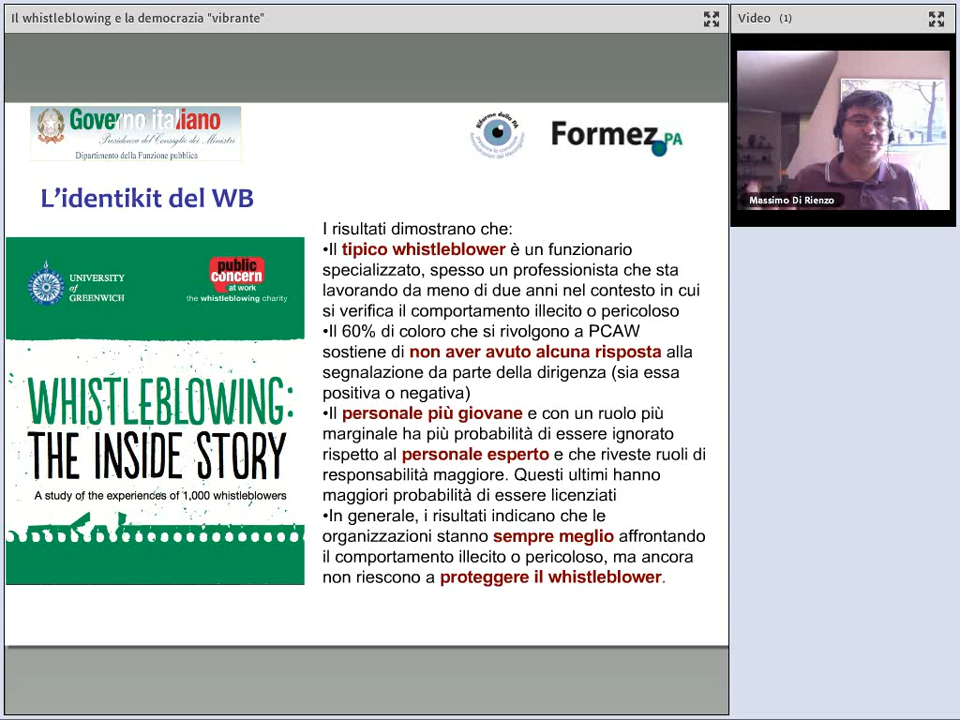 Il whistleblowing e la democrazia "vibrante"
Video (1)
Governo italiano
Presidenza del Consiglio dei Ministri
Dipartimento della Funzione pubblica
Riforme della PA
Formez PA
Massimo Di Rienzo
L'identikit del WB
UNIVERSITY
of
GREENWICH
public
concern
at work
the whistleblowing charity
WHISTLEBLOWING:
THE INSIDE STORY
A study of the experiences of 1,000 whistleblowers
I risultati dimostrano che:
•Il tipico whistleblower è un funzionario
specializzato, spesso un professionista che sta
lavorando da meno di due anni nel contesto in cui
si verifica il comportamento illecito o pericoloso
•Il 60% di coloro che si rivolgono a PCAW
sostiene di non aver avuto alcuna risposta alla
segnalazione da parte della dirigenza (sia essa
positiva o negativa)
•Il personale più giovane e con un ruolo più
marginale ha più probabilità di essere ignorato
rispetto al personale esperto e che riveste ruoli di
responsabilità maggiore. Questi ultimi hanno
maggiori probabilità di essere licenziati
•In generale, i risultati indicano che le
organizzazioni stanno sempre meglio affrontando
il comportamento illecito o pericoloso, ma ancora
non riescono a proteggere il whistleblower.